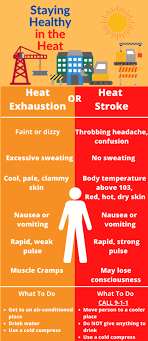 Staying
Healthy
in the
Heat
Heat
Exhaustion
OR
Heat
Stroke
Faint or dizzy
Throbbing headache,
confusion
Excessive sweating
No sweating
Cool, pale, clammy
skin
Body temperature
above 103,
Red, hot, dry skin
Nausea or
vomiting
Nausea or
vomiting
Rapid, weak
pulse
Rapid, strong
pulse
Muscle Cramps
May lose
consciousness
What To Do
• Get to an air-conditioned
place
• Drink water
• Use a cold compress
What To Do
CALL 9-1-1
• Move person to a cooler
place
• Do NOT give anything to
drink
• Use a cold compress